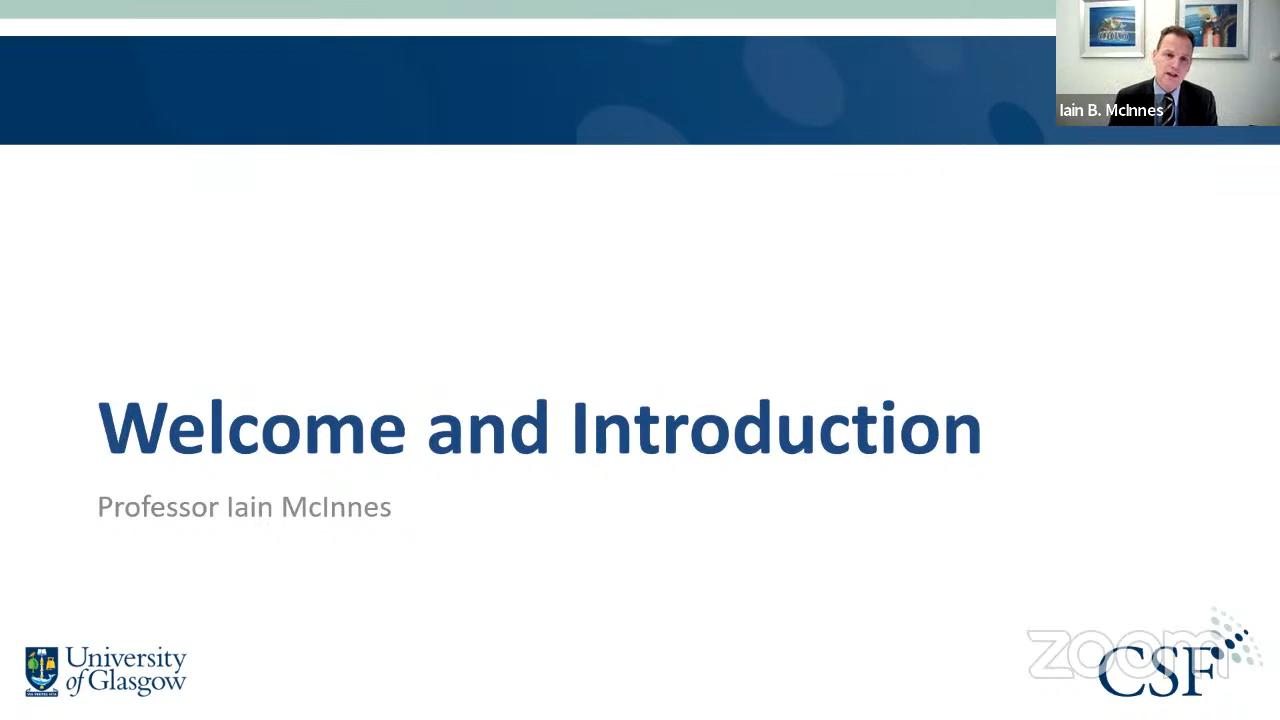 Iain B. McInnes
Welcome and Introduction
Professor Iain McInnes
University
of Glasgow
zoom
CSF